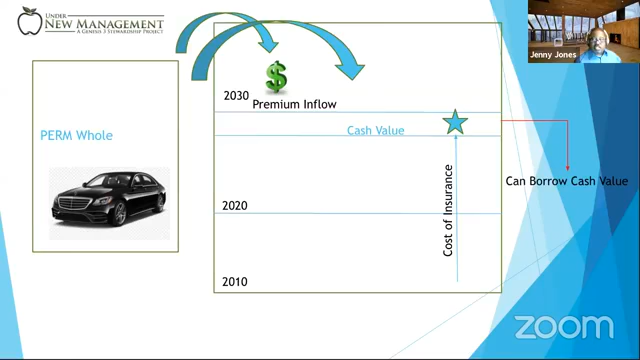 UNDER
NEW MANAGEMENT
A GENESIS 3 STEWARDSHIP PROJECT
Jenny Jones
2030
Premium Inflow
PERM Whole
Cash Value
Can Borrow Cash Value
Cost of Insurance
2020
2010
zoom